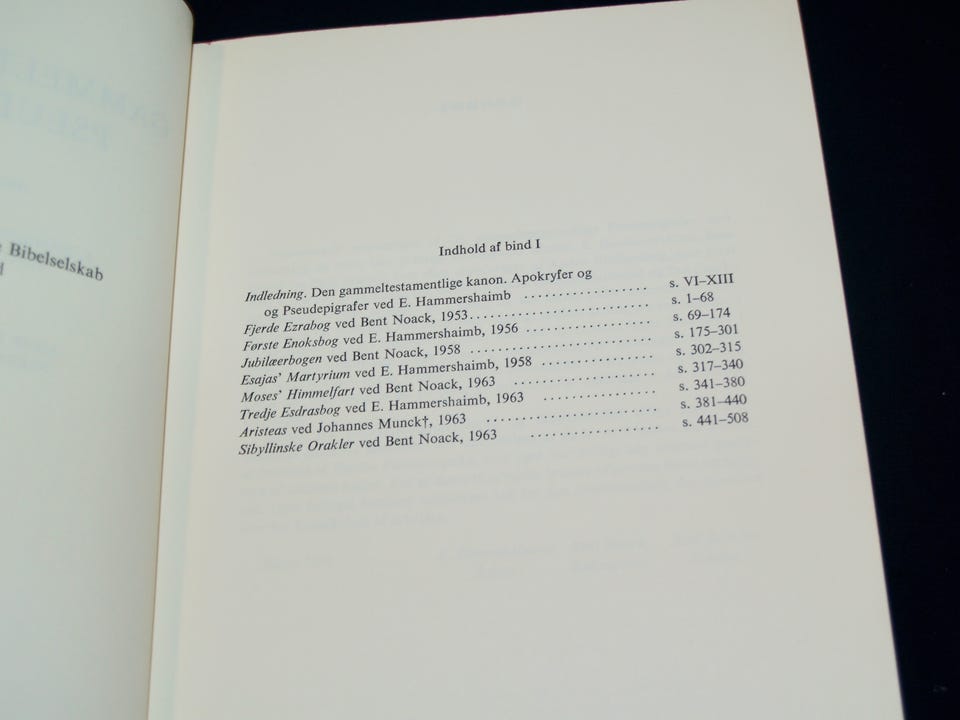 Bibelselskab
Indhold af bind I
Indledning. Den gammeltestamentlige kanon. Apokryfer og
og Pseudepigrafer ved E. Hammershaimb .................. s. VI–XIII
Fjerde Ezrabog ved Bent Noack, 1953.......................... s. 1–68
Første Enoksbog ved E. Hammershaimb, 1956 .................. s. 69–174
Jubilæerbogen ved Bent Noack, 1958 .......................... s. 175–301
Esajas' Martyrium ved E. Hammershaimb, 1958 ................ s. 302–315
Moses' Himmelfart ved Bent Noack, 1963 .................... s. 317–340
Tredje Esdrasbog ved E. Hammershaimb, 1963 ................ s. 341–380
Aristeas ved Johannes Munck†, 1963 .......................... s. 381–440
Sibyllinske Orakler ved Bent Noack, 1963 .................. s. 441–508